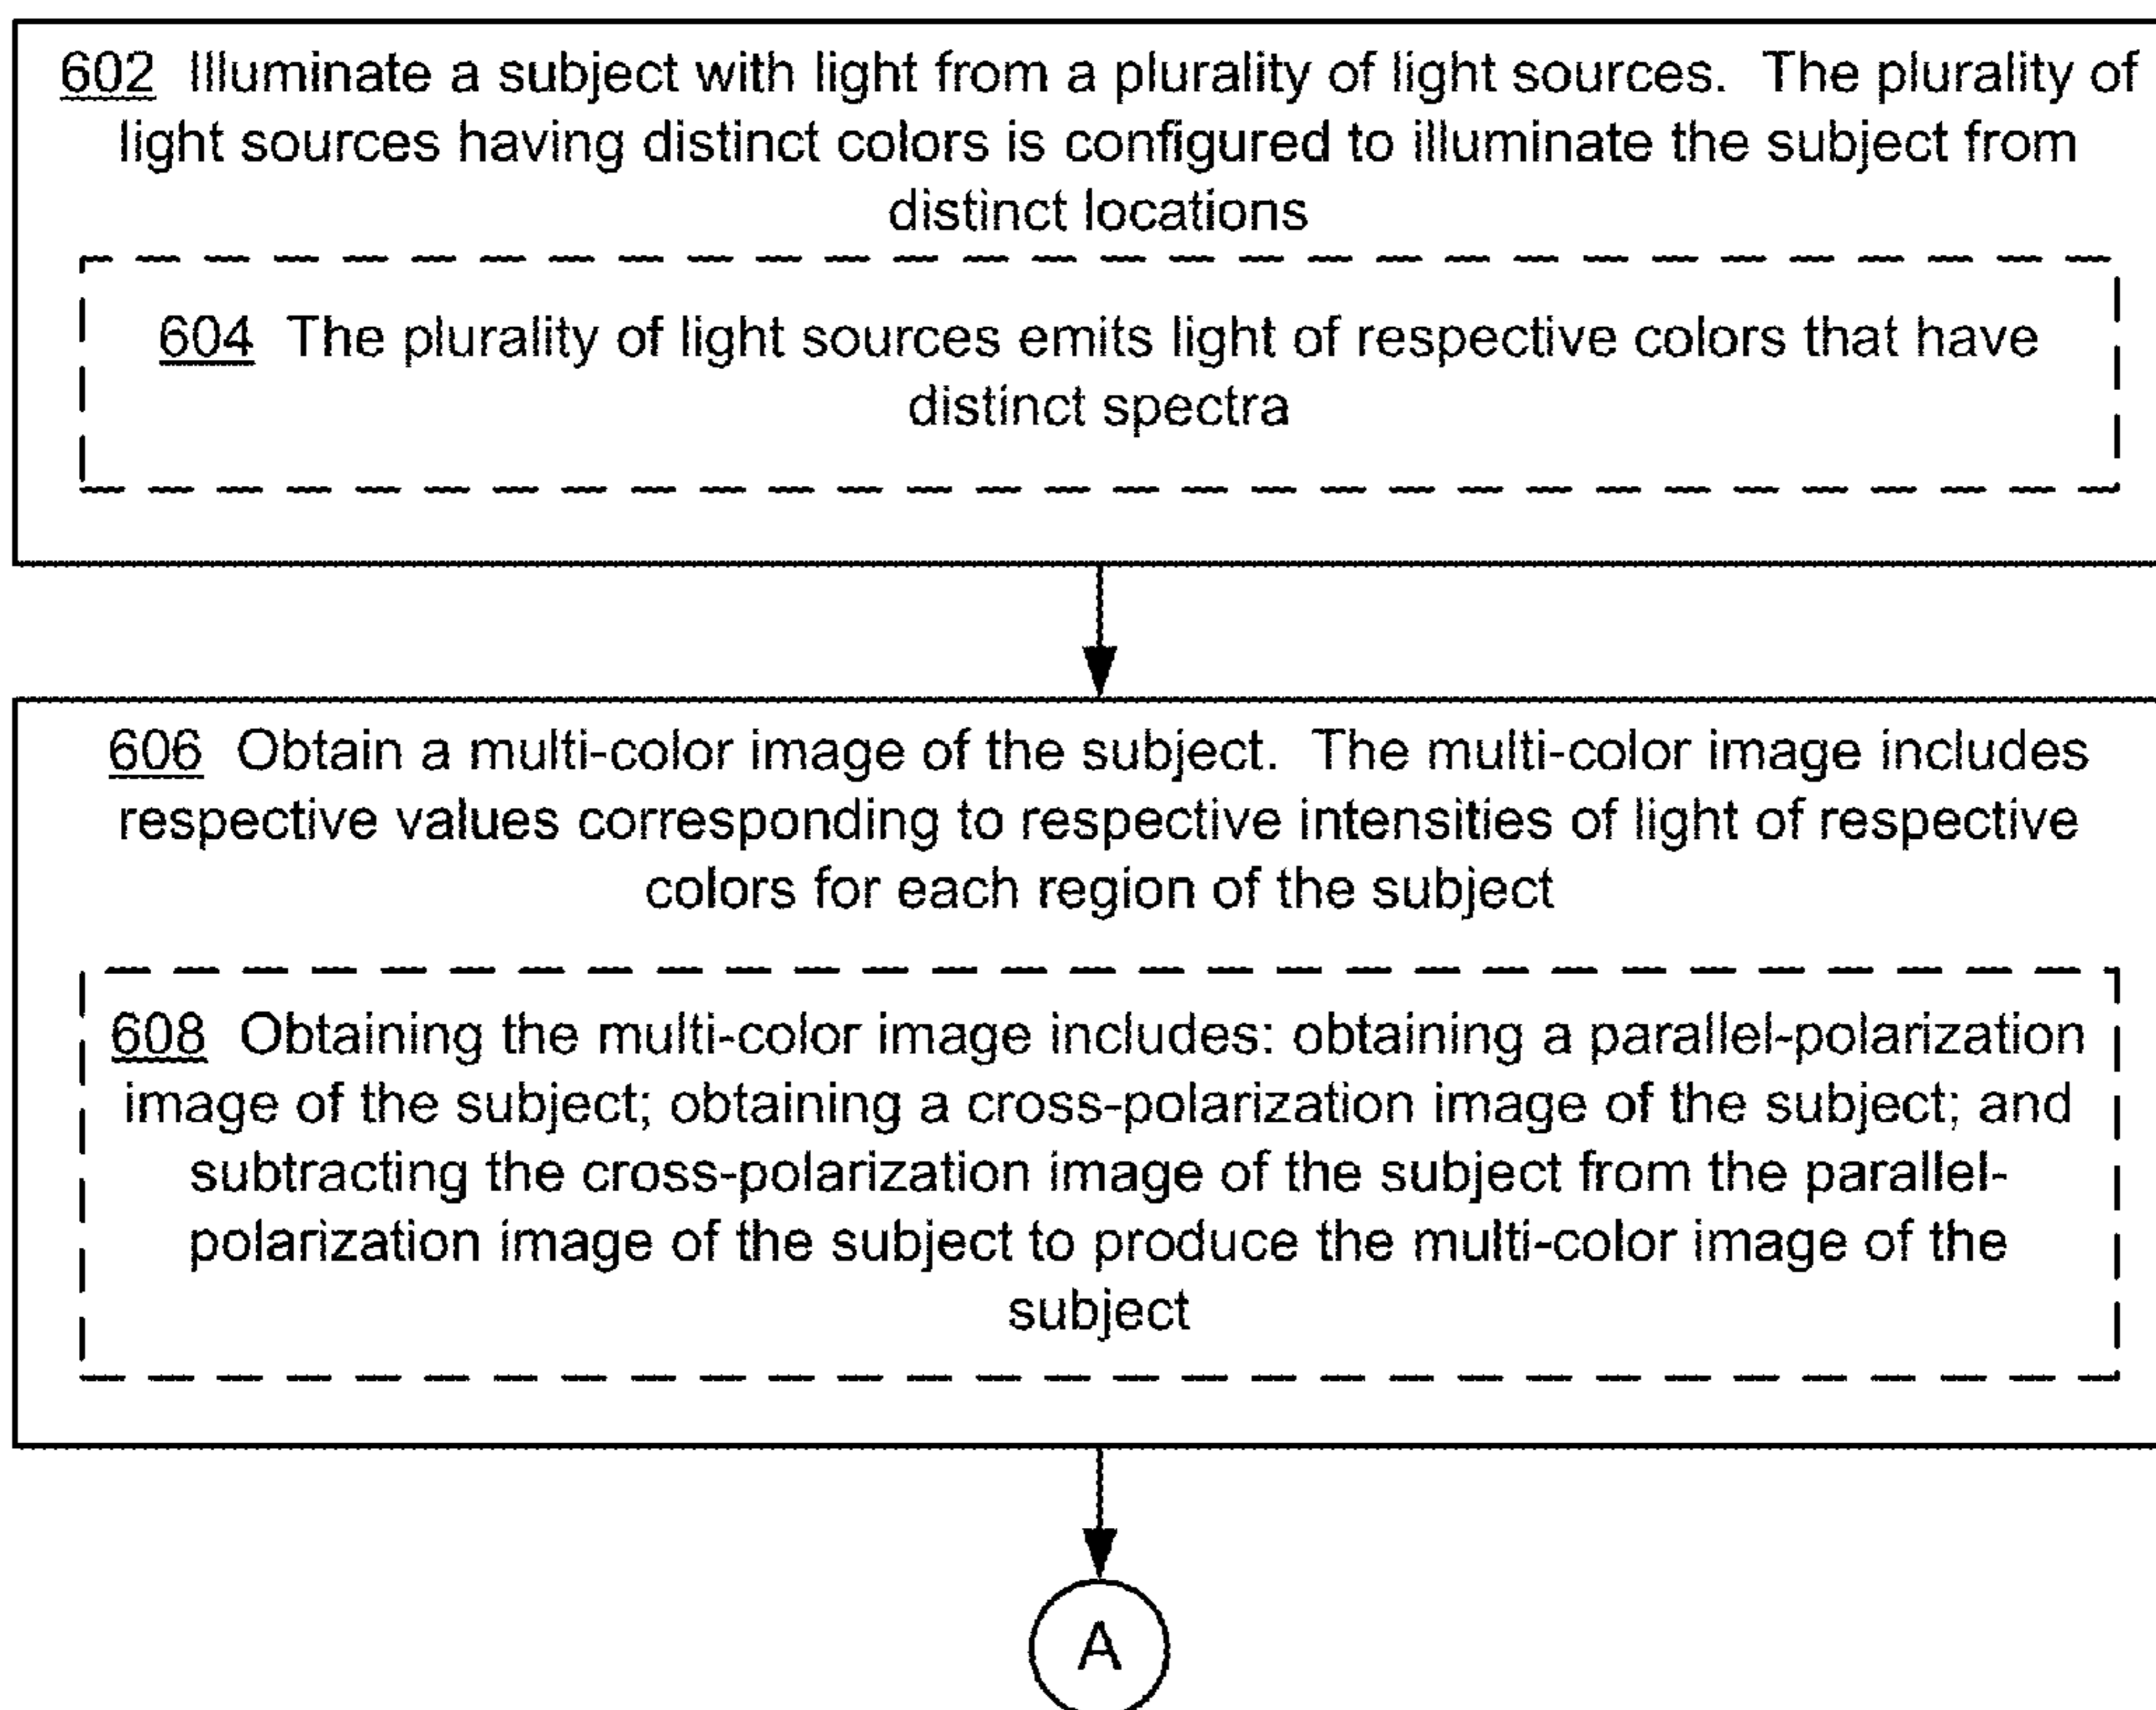 602 Illuminate a subject with light from a plurality of light sources. The plurality of
light sources having distinct colors is configured to illuminate the subject from
distinct locations
604 The plurality of light sources emits light of respective colors that have
distinct spectra
606 Obtain a multi-color image of the subject. The multi-color image includes
respective values corresponding to respective intensities of light of respective
colors for each region of the subject
608 Obtaining the multi-color image includes: obtaining a parallel-polarization
image of the subject; obtaining a cross-polarization image of the subject; and
subtracting the cross-polarization image of the subject from the parallel-
polarization image of the subject to produce the multi-color image of the
subject
A